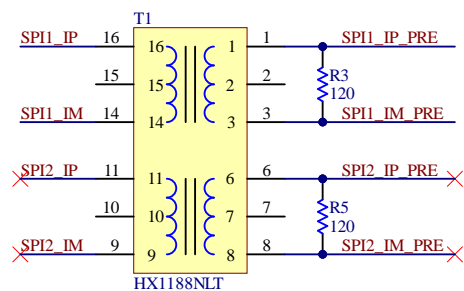 T1
SPI1_IP 16 16 1 1 SPI1_IP_PRE
15 15 2 2 R3 120
SPI1_IM 14 14 3 3 SPI1_IM_PRE
SPI2_IP 11 11 6 6 SPI2_IP_PRE
10 10 7 7 R5 120
SPI2_IM 9 9 8 8 SPI2_IM_PRE
HX1188NLT